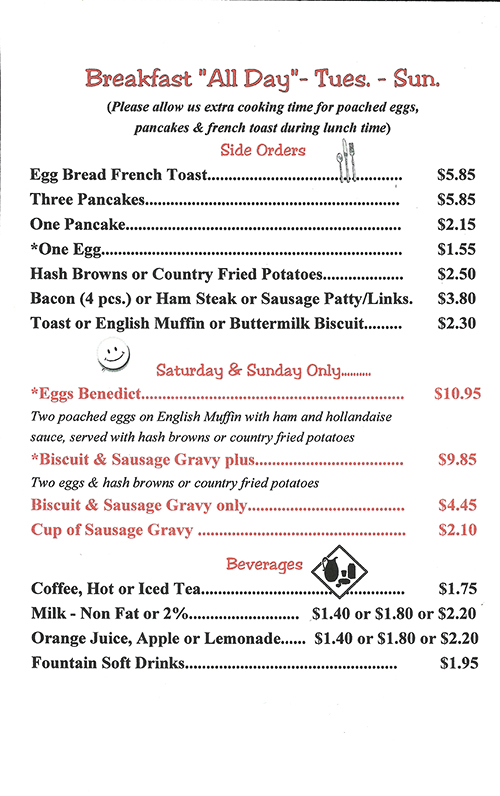 Breakfast "All Day"- Tues. - Sun.
(Please allow us extra cooking time for poached eggs,
pancakes & french toast during lunch time)
Side Orders
Egg Bread French Toast.................................... $5.85
Three Pancakes............................................... $5.85
One Pancake................................................... $2.15
*One Egg........................................................ $1.55
Hash Browns or Country Fried Potatoes................... $2.50
Bacon (4 pcs.) or Ham Steak or Sausage Patty/Links. $3.80
Toast or English Muffin or Buttermilk Biscuit......... $2.30
Saturday & Sunday Only..........
*Eggs Benedict................................................. $10.95
Two poached eggs on English Muffin with ham and hollandaise
sauce, served with hash browns or country fried potatoes
*Biscuit & Sausage Gravy plus................................... $9.85
Two eggs & hash browns or country fried potatoes
Biscuit & Sausage Gravy only..................................... $4.45
Cup of Sausage Gravy ................................................ $2.10
Beverages
Coffee, Hot or Iced Tea............................................... $1.75
Milk - Non Fat or 2%.......................... $1.40 or $1.80 or $2.20
Orange Juice, Apple or Lemonade...... $1.40 or $1.80 or $2.20
Fountain Soft Drinks.................................................. $1.95